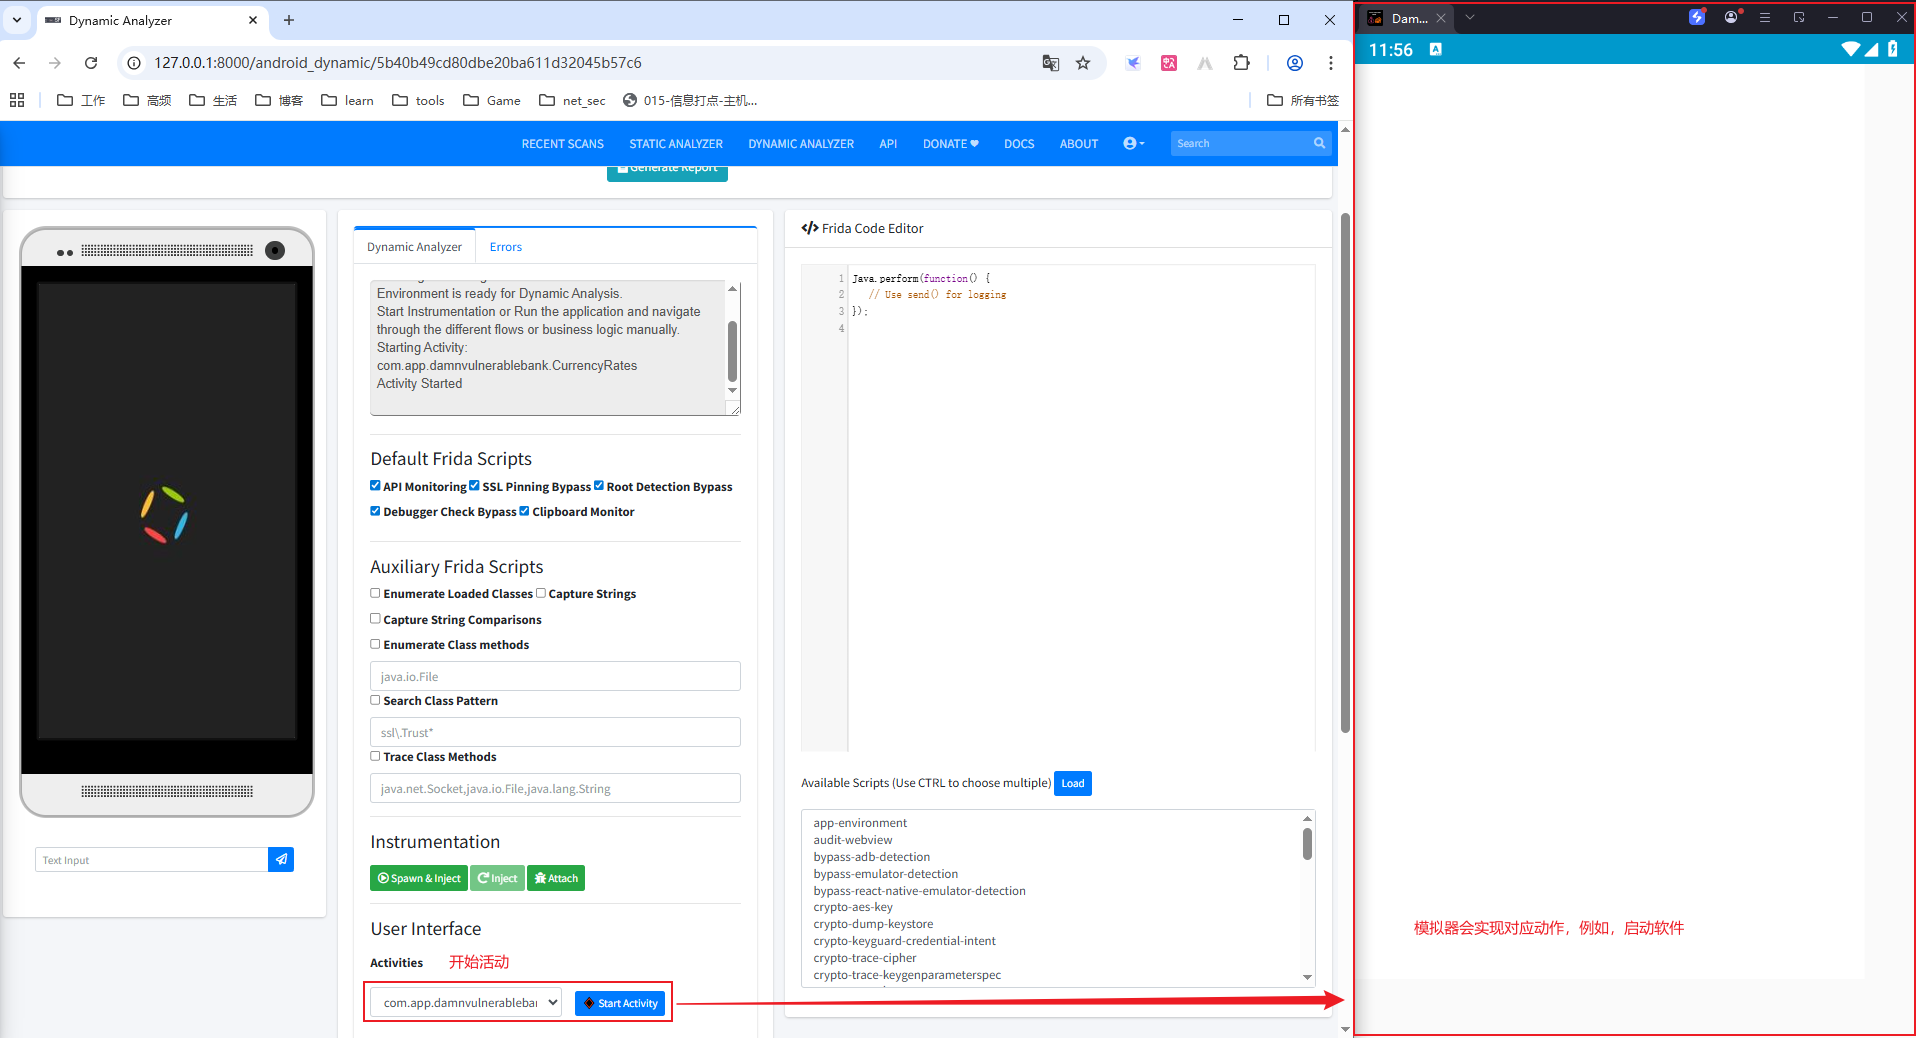 Dynamic Analyzer
Dam...
127.0.0.1:8000/android_dynamic/5b40b49cd80dbe20ba611d32045b57c6
11:56
工作
高频
生活
博客
learn
tools
Game
net_sec
015-信息打点-主机...
所有书签
RECENT SCANS
STATIC ANALYZER
DYNAMIC ANALYZER
API
DONATE
DOCS
ABOUT
Search
Generate Report
Dynamic Analyzer
Errors
Environment is ready for Dynamic Analysis.
Start Instrumentation or Run the application and navigate
through the different flows or business logic manually.
Starting Activity:
com.app.damnvulnerablebank.CurrencyRates
Activity Started
Default Frida Scripts
API Monitoring SSL Pinning Bypass Root Detection Bypass
Debugger Check Bypass Clipboard Monitor
Auxiliary Frida Scripts
Enumerate Loaded Classes Capture Strings
Capture String Comparisons
Enumerate Class methods
java.io.File
Search Class Pattern
ssl\.Trust*
Trace Class Methods
java.net.Socket,java.io.File,java.lang.String
Instrumentation
Spawn & Inject Inject Attach
User Interface
Activities 开始活动
com.app.damnvulnerableba
Start Activity
Text Input
Frida Code Editor
1 Java.perform(function() {
2 // Use send() for logging
3 });
4
Available Scripts (Use CTRL to choose multiple) Load
app-environment
audit-webview
bypass-adb-detection
bypass-emulator-detection
bypass-react-native-emulator-detection
crypto-aes-key
crypto-dump-keystore
crypto-keyguard-credential-intent
crypto-trace-cipher
crypto-trace-keygenparameterspec
模拟器会实现对应动作，例如，启动软件